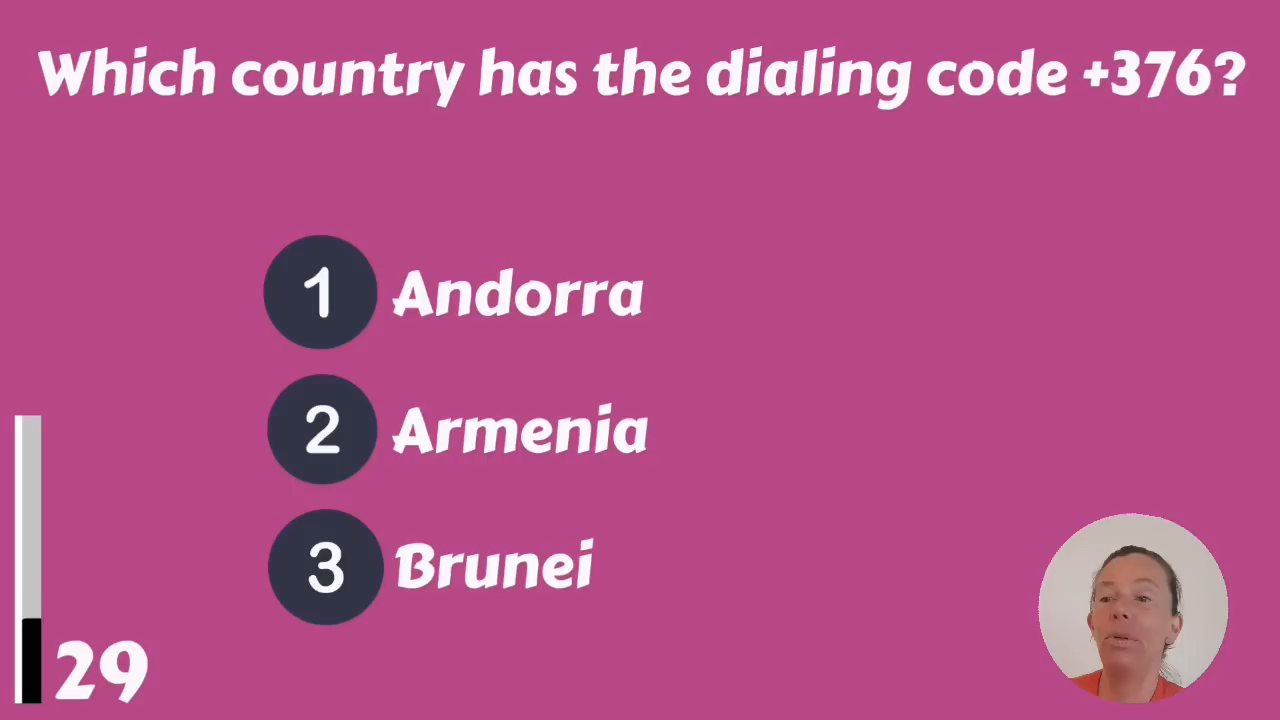 Which country has the dialing code +376?
1 Andorra
2 Armenia
3 Brunei
29